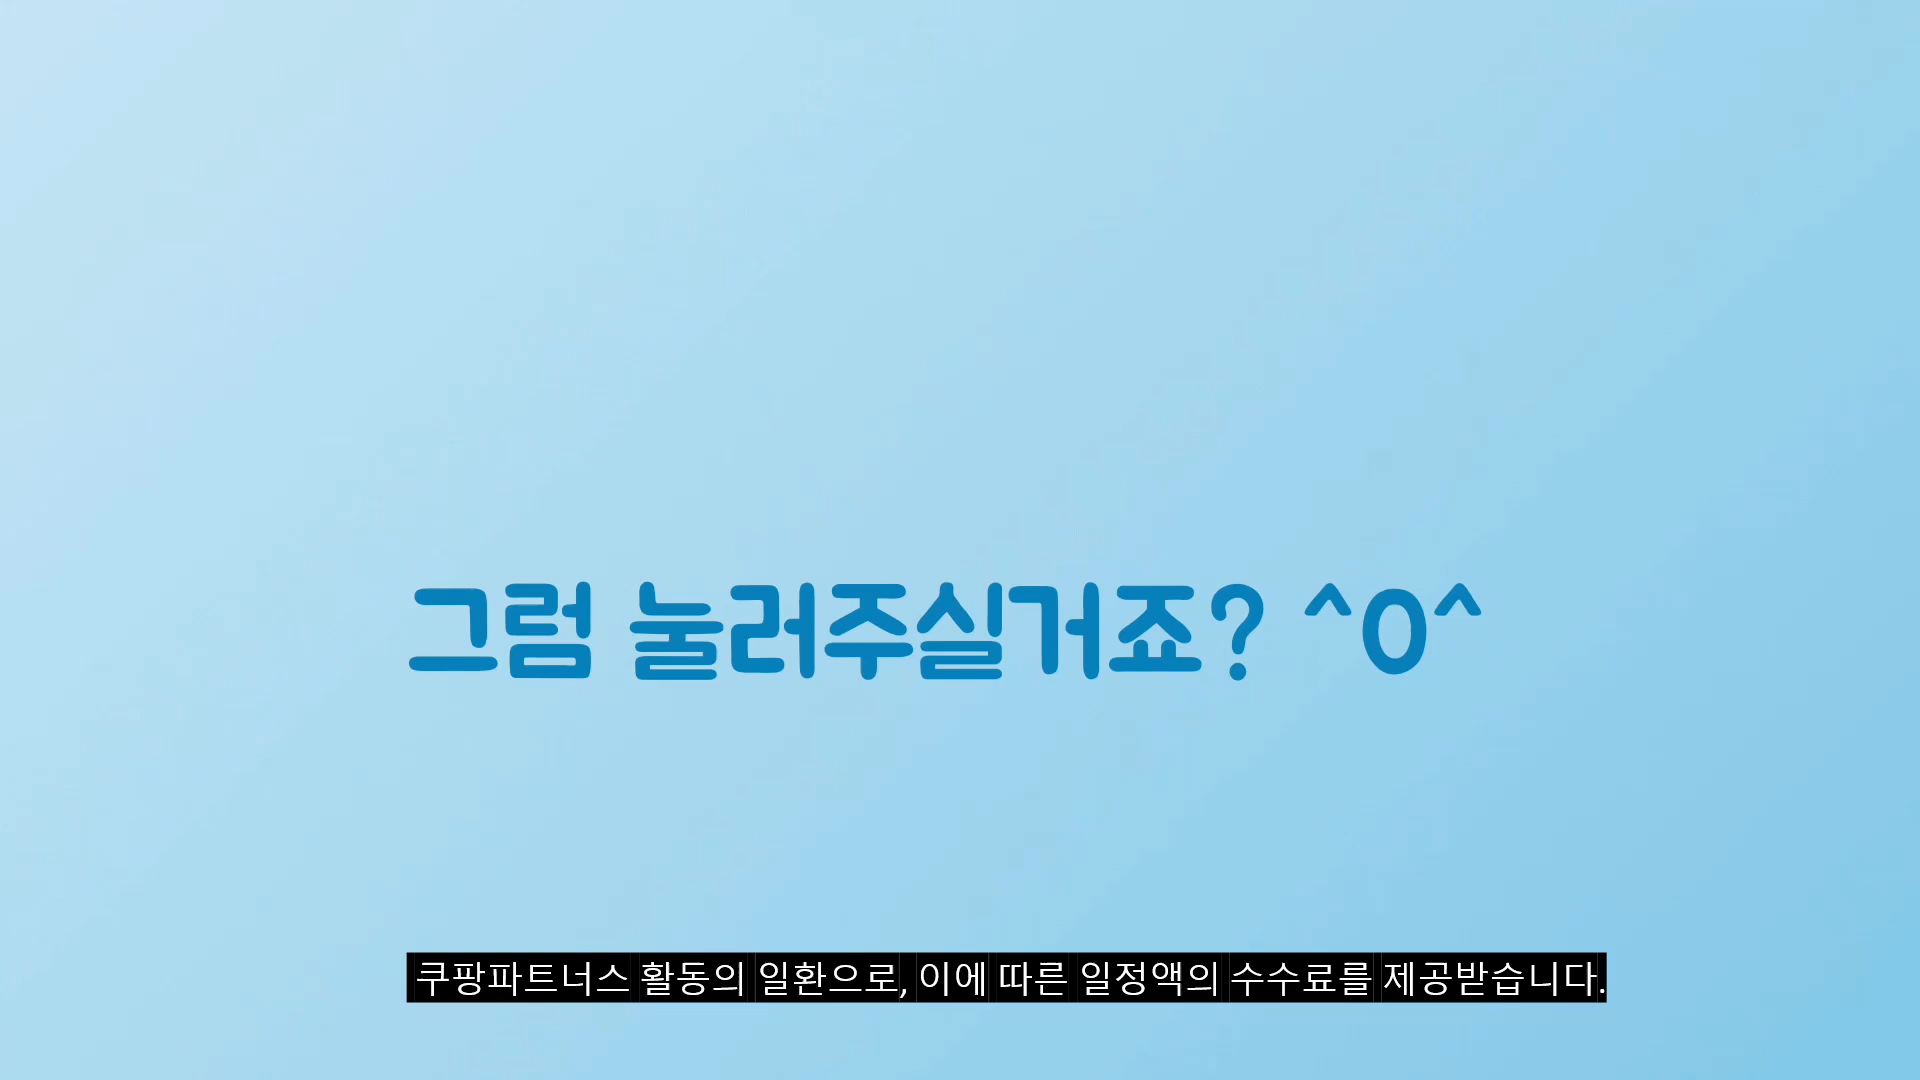 그럼 눌러주실거죠? ^0^
쿠팡파트너스 활동의 일환으로, 이에 따른 일정액의 수수료를 제공받습니다.